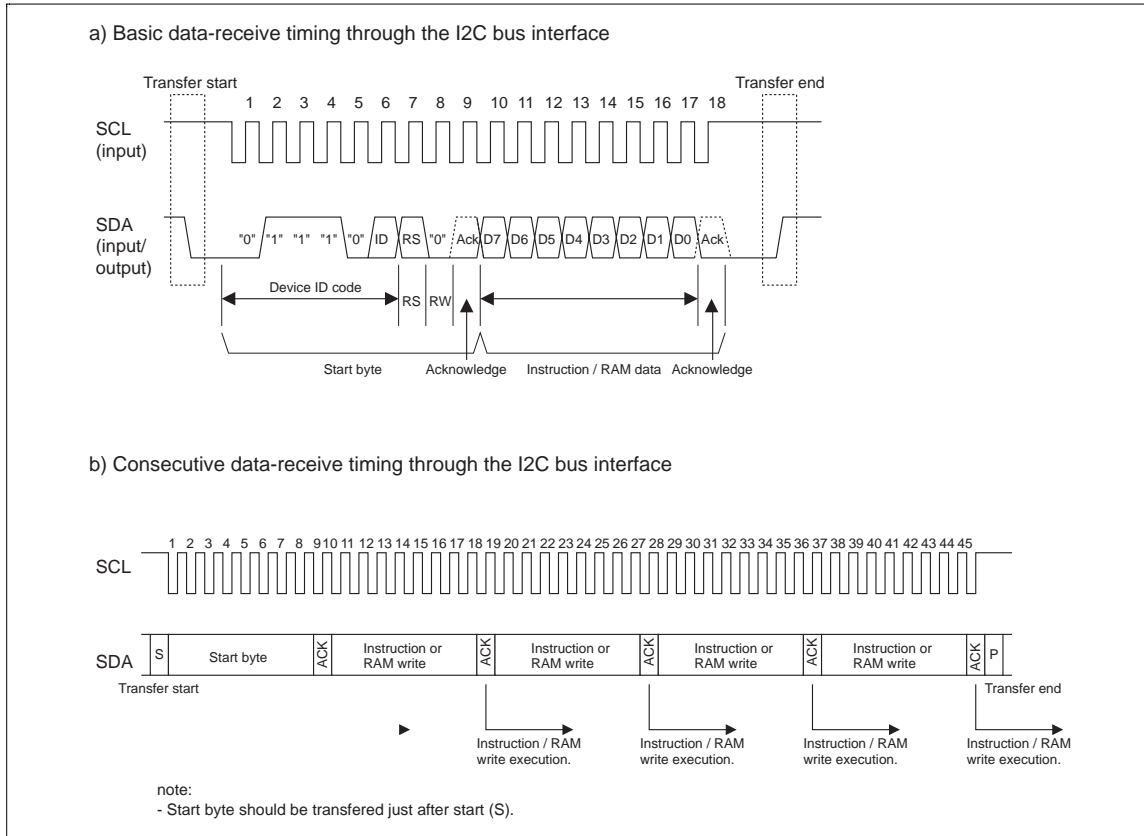 a) Basic data-receive timing through the I2C bus interface
Transfer start
Transfer end
1 2 3 4 5 6 7 8 9 10 11 12 13 14 15 16 17 18
SCL
(input)
SDA
(input/
output)
"0" "1" "1" "1" "0" ID RS "0" Ack D7 D6 D5 D4 D3 D2 D1 D0 Ack
Device ID code
RS RW
Start byte
Acknowledge
Instruction / RAM data
Acknowledge
b) Consecutive data-receive timing through the I2C bus interface
1 2 3 4 5 6 7 8 9 10 11 12 13 14 15 16 17 18 19 20 21 22 23 24 25 26 27 28 29 30 31 32 33 34 35 36 37 38 39 40 41 42 43 44 45
SCL
SDA
S
Start byte
ACK
Instruction or
RAM write
ACK
Instruction or
RAM write
ACK
Instruction or
RAM write
ACK
Instruction or
RAM write
ACK
P
Transfer start
Transfer end
Instruction / RAM
write execution.
Instruction / RAM
write execution.
Instruction / RAM
write execution.
Instruction / RAM
write execution.
note:
- Start byte should be transfered just after start (S).